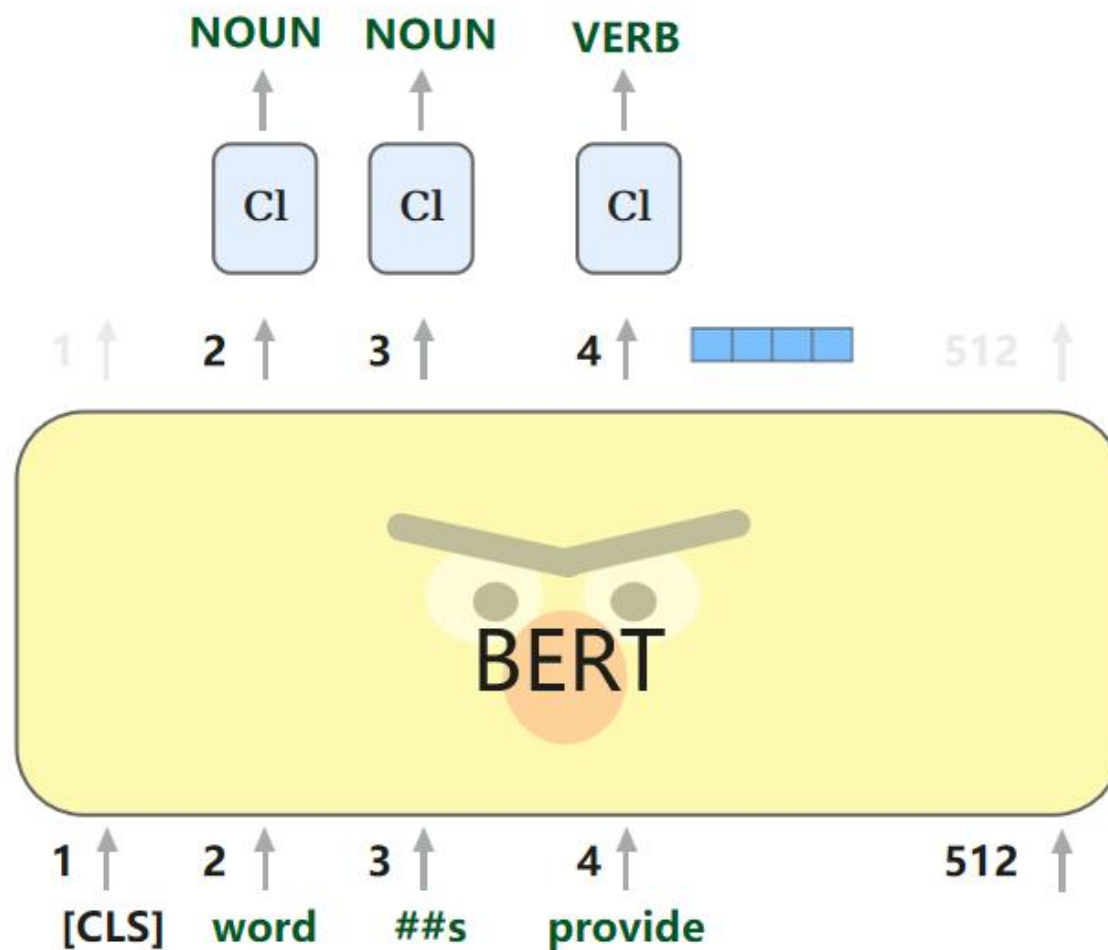 NOUN NOUN VERB
Cl Cl Cl
1 2 3 4 512
BERT
1 2 3 4 512
[CLS] word ##s provide